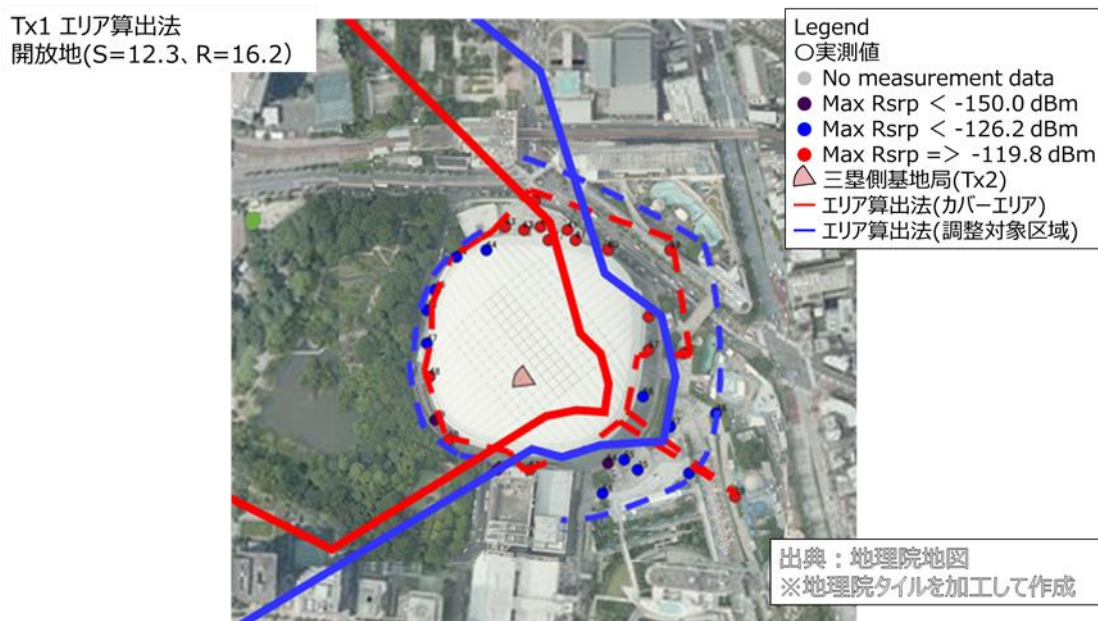 Tx1 エリア算出法
開放地(S=12.3、R=16.2)
Legend
○実測値
No measurement data
Max Rsrp < -150.0 dBm
Max Rsrp < -126.2 dBm
Max Rsrp => -119.8 dBm
三塁側基地局(Tx2)
エリア算出法(カバーエリア)
エリア算出法(調整対象区域)
出典：地理院地図
※地理院タイルを加工して作成